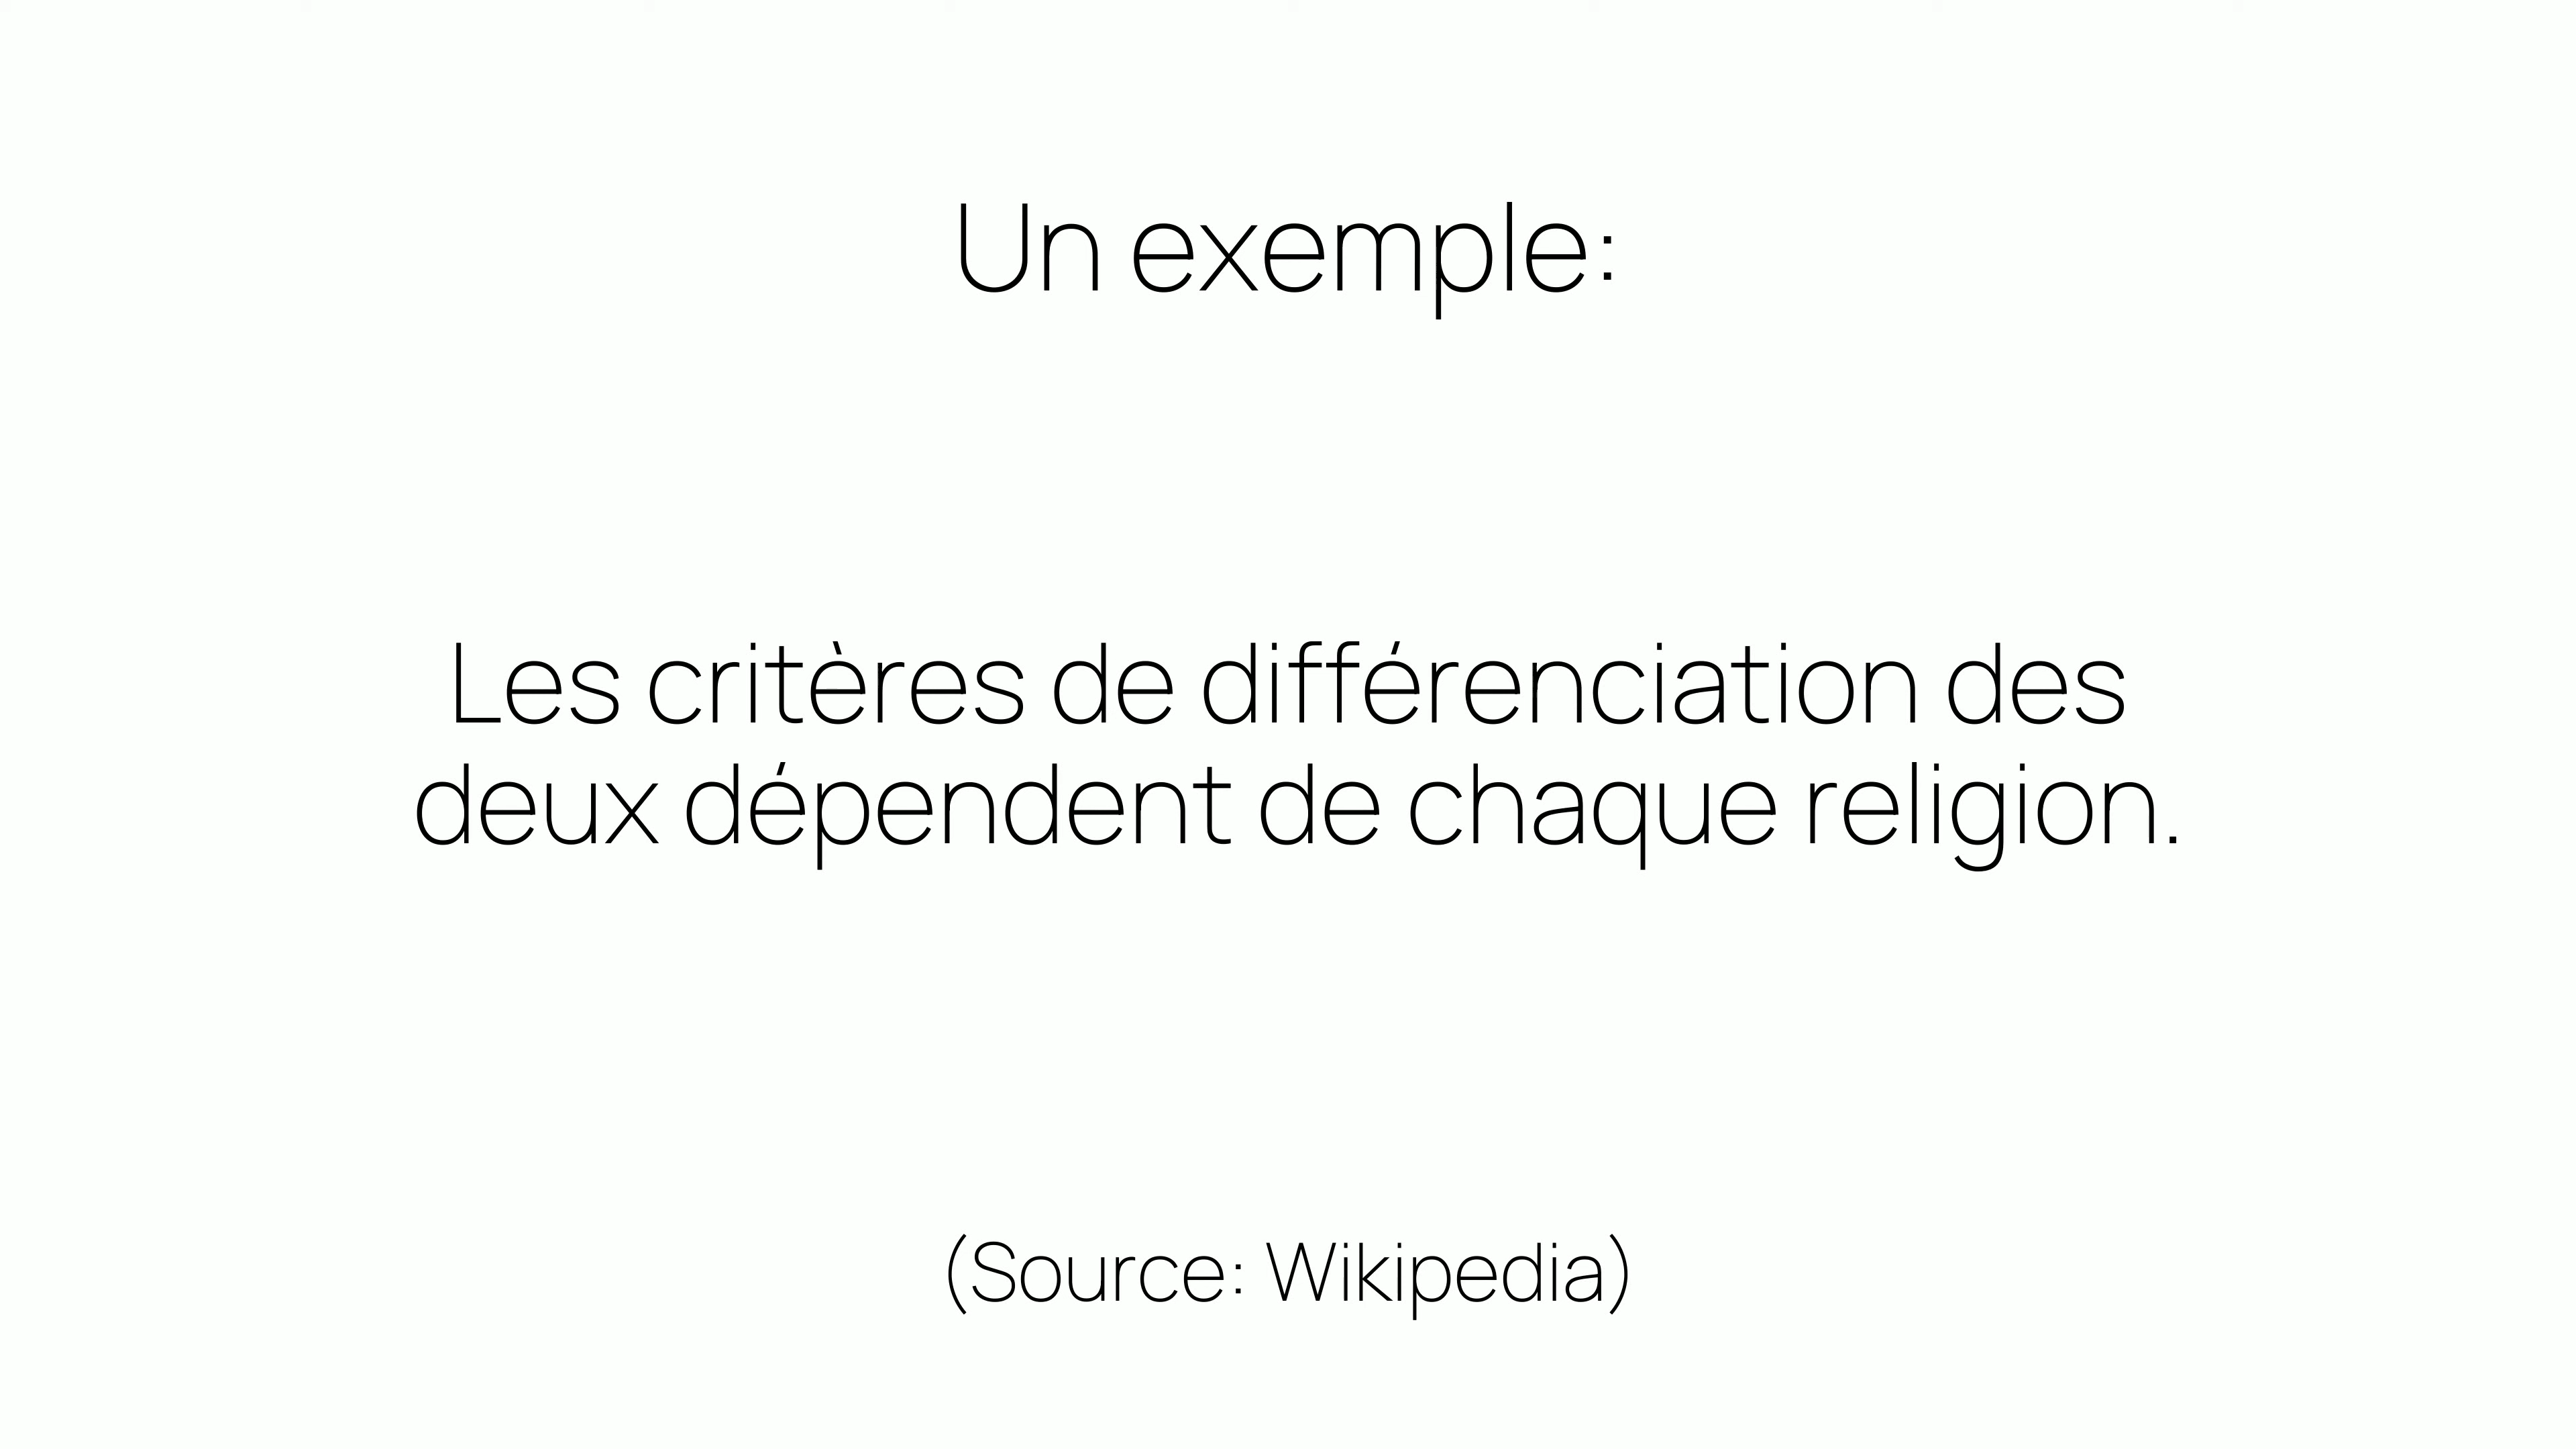 Un exemple:
Les critères de différenciation des
deux dépendent de chaque religion.
(Source: Wikipedia)